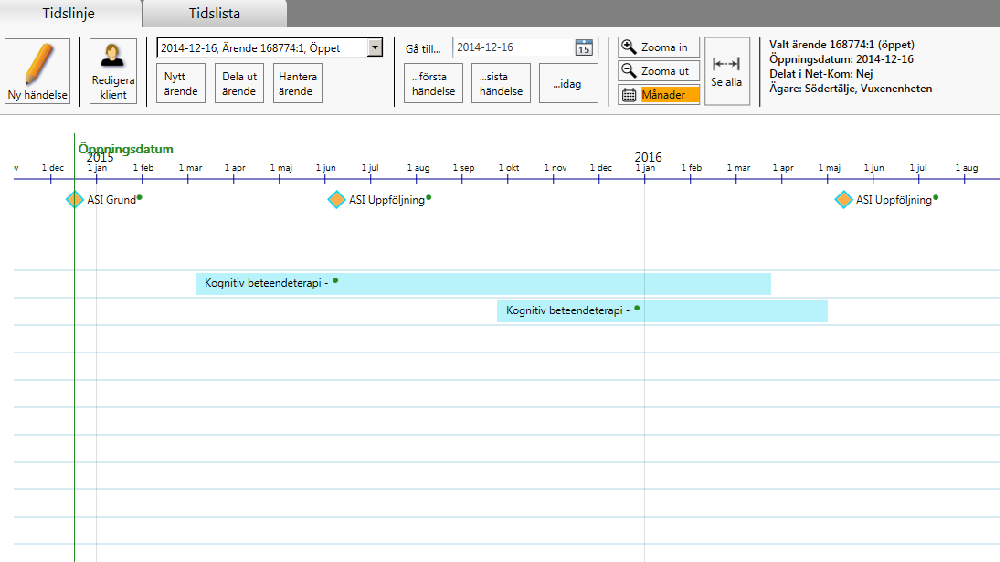 Tidslinje
Tidslista
Ny händelse
Redigera
klient
2014-12-16, Ärende 168774:1, Öppet
Nytt
ärende
Dela ut
ärende
Hantera
ärende
Gå till...
2014-12-16
15
...första
händelse
...sista
händelse
...idag
Zooma in
Zooma ut
Månader
Se alla
Valt ärende 168774:1 (öppet)
Öppningsdatum: 2014-12-16
Delat i Net-Kom: Nej
Ägare: Södertälje, Vuxenenheten
Öppningsdatum
2015
2016
v 1 dec 1 jan 1 feb 1 mar 1 apr 1 maj 1 jun 1 jul 1 aug 1 sep 1 okt 1 nov 1 dec 1 jan 1 feb 1 mar 1 apr 1 maj 1 jun 1 jul 1 aug
ASI Grund
ASI Uppföljning
ASI Uppföljning
Kognitiv beteendeterapi -
Kognitiv beteendeterapi -